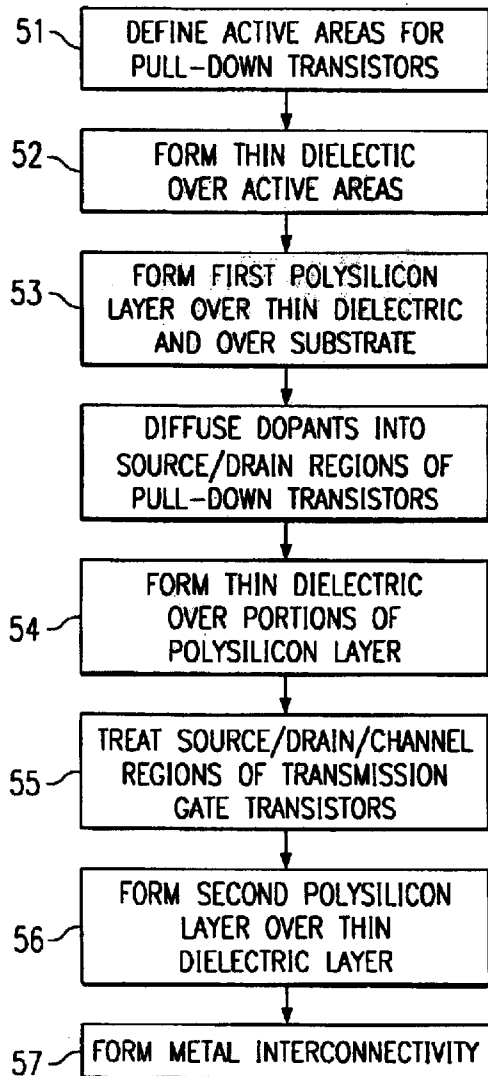 51
DEFINE ACTIVE AREAS FOR
PULL-DOWN TRANSISTORS
52
FORM THIN DIELECTIC
OVER ACTIVE AREAS
53
FORM FIRST POLYSILICON
LAYER OVER THIN DIELECTRIC
AND OVER SUBSTRATE
DIFFUSE DOPANTS INTO
SOURCE/DRAIN REGIONS OF
PULL-DOWN TRANSISTORS
54
FORM THIN DIELECTRIC
OVER PORTIONS OF
POLYSILICON LAYER
55
TREAT SOURCE/DRAIN/CHANNEL
REGIONS OF TRANSMISSION
GATE TRANSISTORS
56
FORM SECOND POLYSILICON
LAYER OVER THIN
DIELECTRIC LAYER
57
FORM METAL INTERCONNECTIVITY